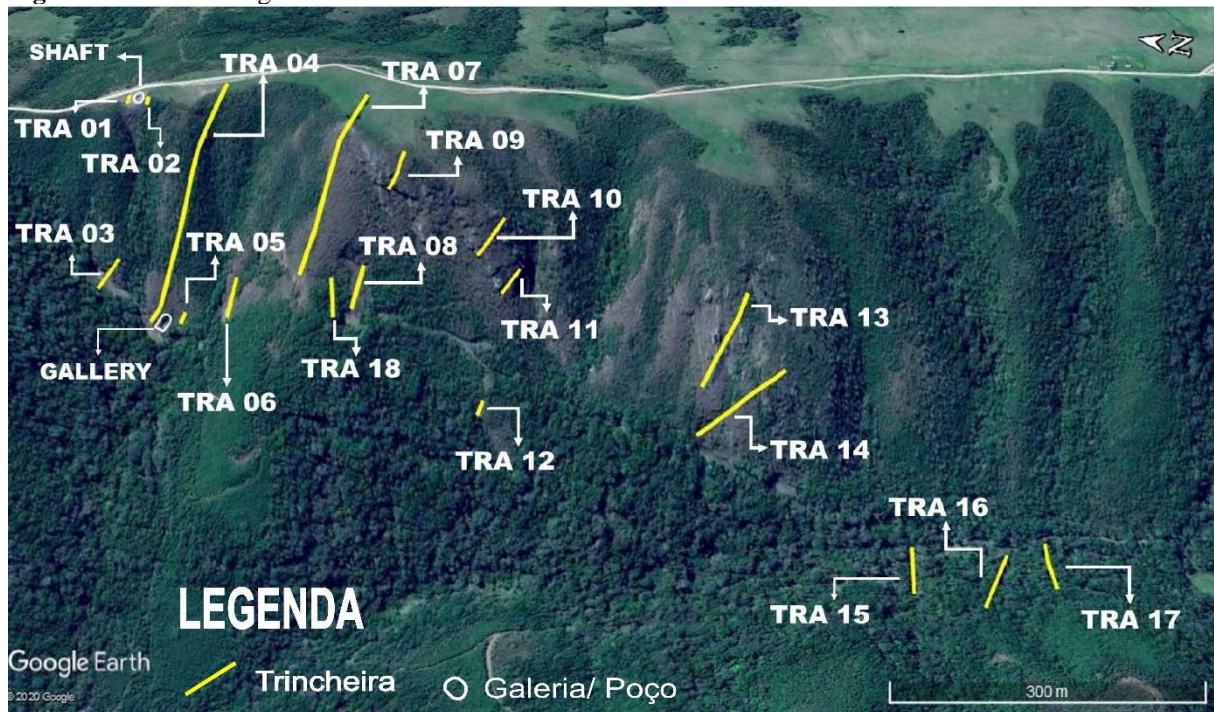 SHAFT
TRA 04
TRA 07
TRA 01
TRA 02
TRA 09
TRA 10
TRA 03
TRA 05
TRA 08
TRA 11
TRA 13
GALLERY
TRA 18
TRA 06
TRA 12
TRA 14
TRA 16
TRA 15
TRA 17
LEGENDA
Trincheira
Galeria/ Poço
Google Earth
© 2020 Google
300 m
N